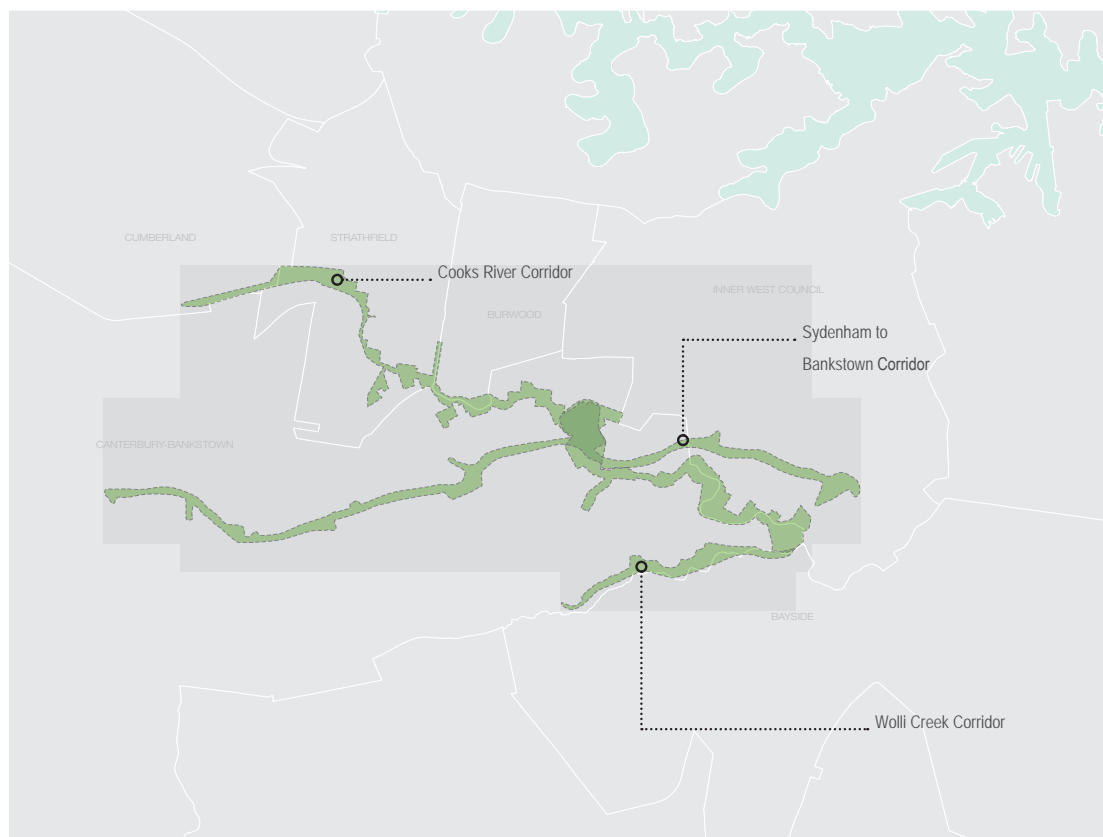 CUMBERLAND
STRATHFIELD
Cooks River Corridor
INNER WEST COUNCIL
BURWOOD
Sydenham to
Bankstown Corridor
CANTERBURY-BANKSTOWN
BAYSIDE
Wolli Creek Corridor